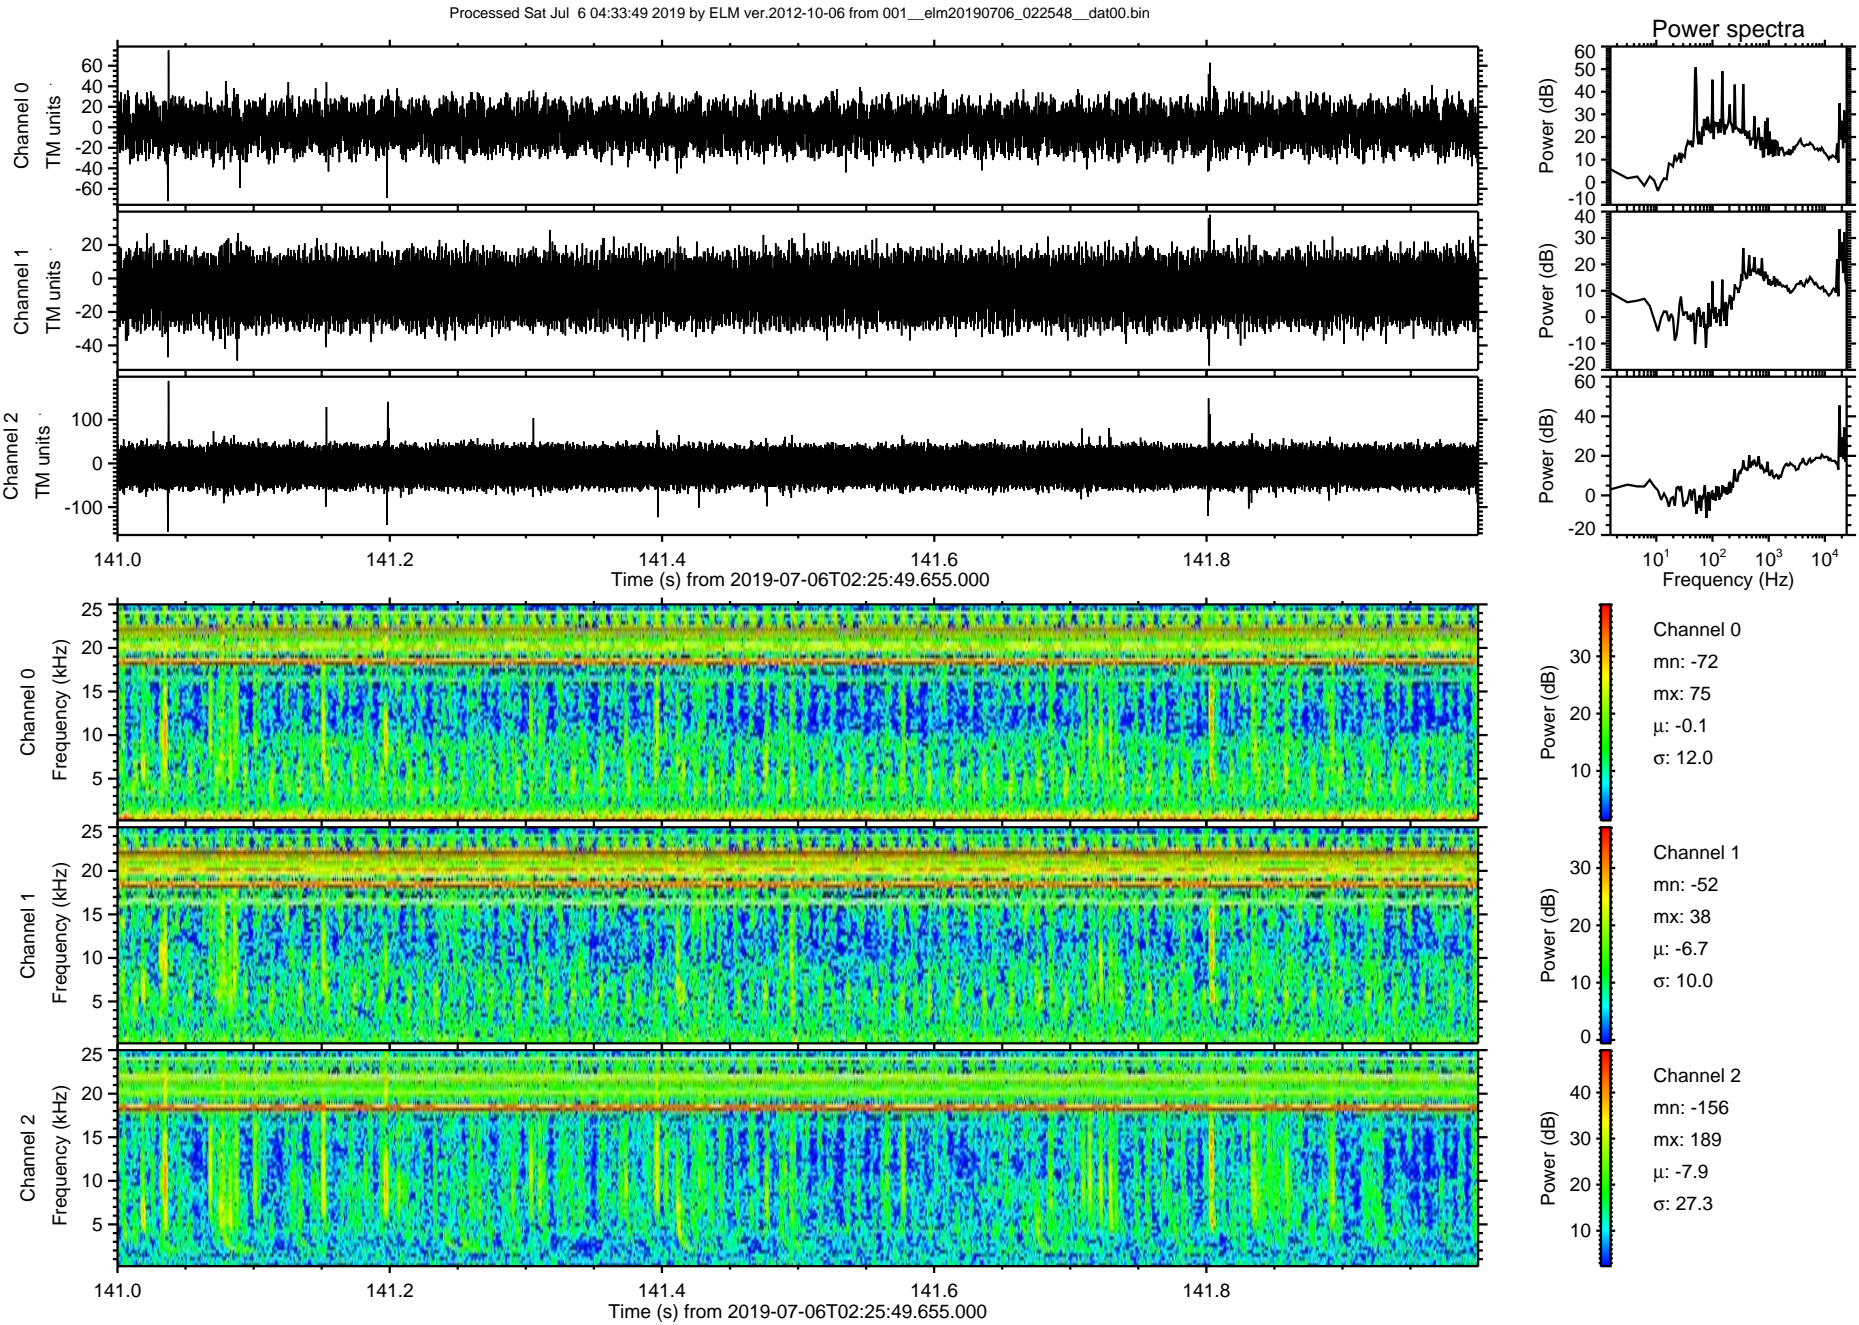 Processed Sat Jul  6 04:33:49 2019 by ELM ver.2012-10-06 from 001__elm20190706_022548__dat00.bin
Power spectra
Channel 0
TM units
60
40
20
0
-20
-40
-60
Power (dB)
60
50
40
30
20
10
0
-10
Channel 1
TM units
20
0
-20
-40
Power (dB)
40
30
20
10
0
-10
-20
Channel 2
TM units
100
0
-100
Power (dB)
60
40
20
0
-20
141.0 141.2 141.4 141.6 141.8
Time (s) from 2019-07-06T02:25:49.655.000
10^1 10^2 10^3 10^4
Frequency (Hz)
Channel 0
Frequency (kHz)
25
20
15
10
5
Power (dB)
30
20
10
Channel 0
mn: -72
mx: 75
μ: -0.1
σ: 12.0
Channel 1
Frequency (kHz)
25
20
15
10
5
Power (dB)
30
20
10
0
Channel 1
mn: -52
mx: 38
μ: -6.7
σ: 10.0
Channel 2
Frequency (kHz)
25
20
15
10
5
Power (dB)
40
30
20
10
Channel 2
mn: -156
mx: 189
μ: -7.9
σ: 27.3
141.0 141.2 141.4 141.6 141.8
Time (s) from 2019-07-06T02:25:49.655.000